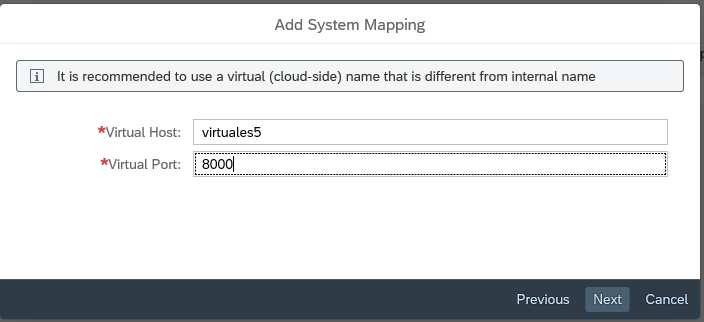 Add System Mapping
It is recommended to use a virtual (cloud-side) name that is different from internal name
*Virtual Host: virtuales5
*Virtual Port: 8000
Previous Next Cancel